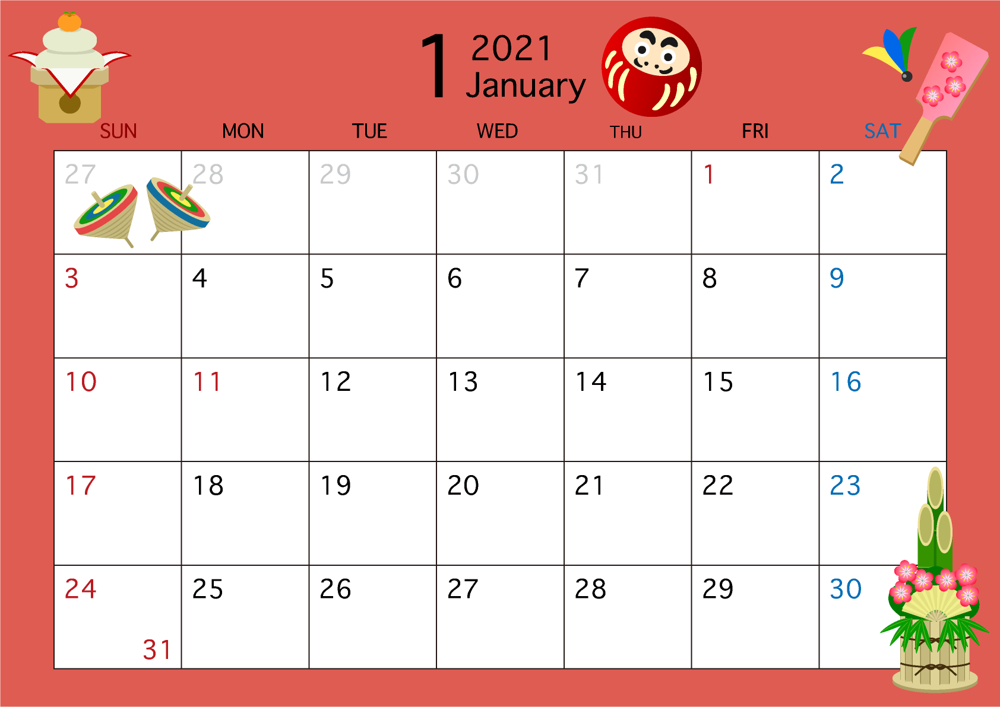 1
2021
January
SUN MON TUE WED THU FRI SAT
27 28 29 30 31 1 2
3 4 5 6 7 8 9
10 11 12 13 14 15 16
17 18 19 20 21 22 23
24 25 26 27 28 29 30
31